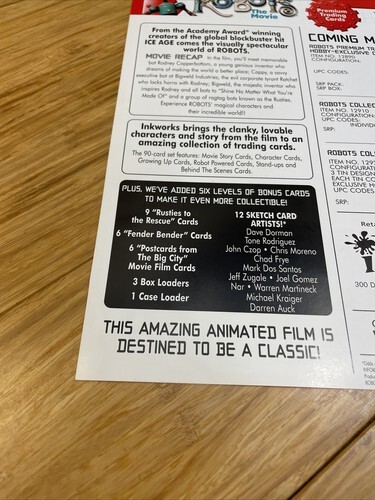 ROBOTS
The Movie
Premium
Trading
Cards
From the Academy Award® winning
creators of the global blockbuster hit
ICE AGE comes the visually spectacular
world of ROBOTS.
MOVIE RECAP In the film, you'll meet memorable
bot Rodney Copperbottom, a young genius inventor who
dreams of making the world a better place; Cappy, a savvy
executive bot at Bigweld Industries, the evil corporate tyrant Ratchet
who locks horns with Rodney; Bigweld, the majestic inventor who
inspires Rodney and all bots to "Shine No Matter What You're
Made Of" and a group of ragtag bots known as the Rusties.
Experience ROBOTS' magical characters and
their incredible world!!
Inkworks brings the clanky, lovable
characters and story from the film to an
amazing collection of trading cards.
The 90-card set features: Movie Story Cards, Character Cards,
Growing Up Cards, Robot Powered Cards, Stand-ups and
Behind The Scenes Cards.
PLUS, WE'VE ADDED SIX LEVELS OF BONUS CARDS
TO MAKE IT EVEN MORE COLLECTIBLE!
9 "Rusties to
the Rescue" Cards
6 "Fender Bender" Cards
6 "Postcards from
The Big City"
Movie Film Cards
3 Box Loaders
1 Case Loader
12 SKETCH CARD
ARTISTS!*
Dave Dorman
Tone Rodriguez
John Czop • Chris Moreno
Chad Frye
Mark Dos Santos
Jeff Zugale • Joel Gomez
Nar • Warren Martineck
Michael Kraiger
Darren Auck
THIS AMAZING ANIMATED FILM IS
DESTINED TO BE A CLASSIC!
COMING
ROBOTS PREMIUM
HOBBY-EXCLUSIVE
ITEM NO.
CONFIGURATION:
UPC CODES:
SRP PACK:
SRP BOX:
ROBOTS
ITEM NO. 12910
CONFIGURATION:
UPC CODES:
ROBOTS
ITEM NO.
3 TIN
EACH TIN
EXCLUSIVE
UPC CODES:
SRP:
300